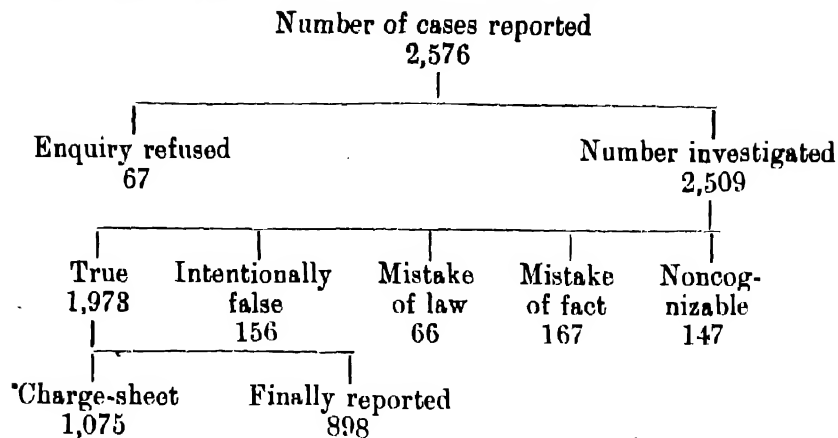 Number of cases reported
2,576
Enquiry refused
67
Number investigated
2,509
True
1,973
Intentionally
false
156
Mistake
of law
66
Mistake
of fact
167
Noncog-
nizable
147
Charge-sheet
1,075
Finally reported
898